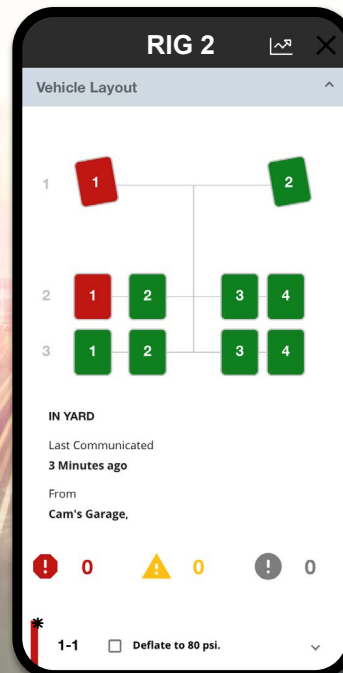 RIG 2
Vehicle Layout
1 1 2
2 1 2 3 4
3 1 2 3 4
IN YARD
Last Communicated
3 Minutes ago
From
Cam's Garage,
0 0 0
1-1 Deflate to 80 psi.